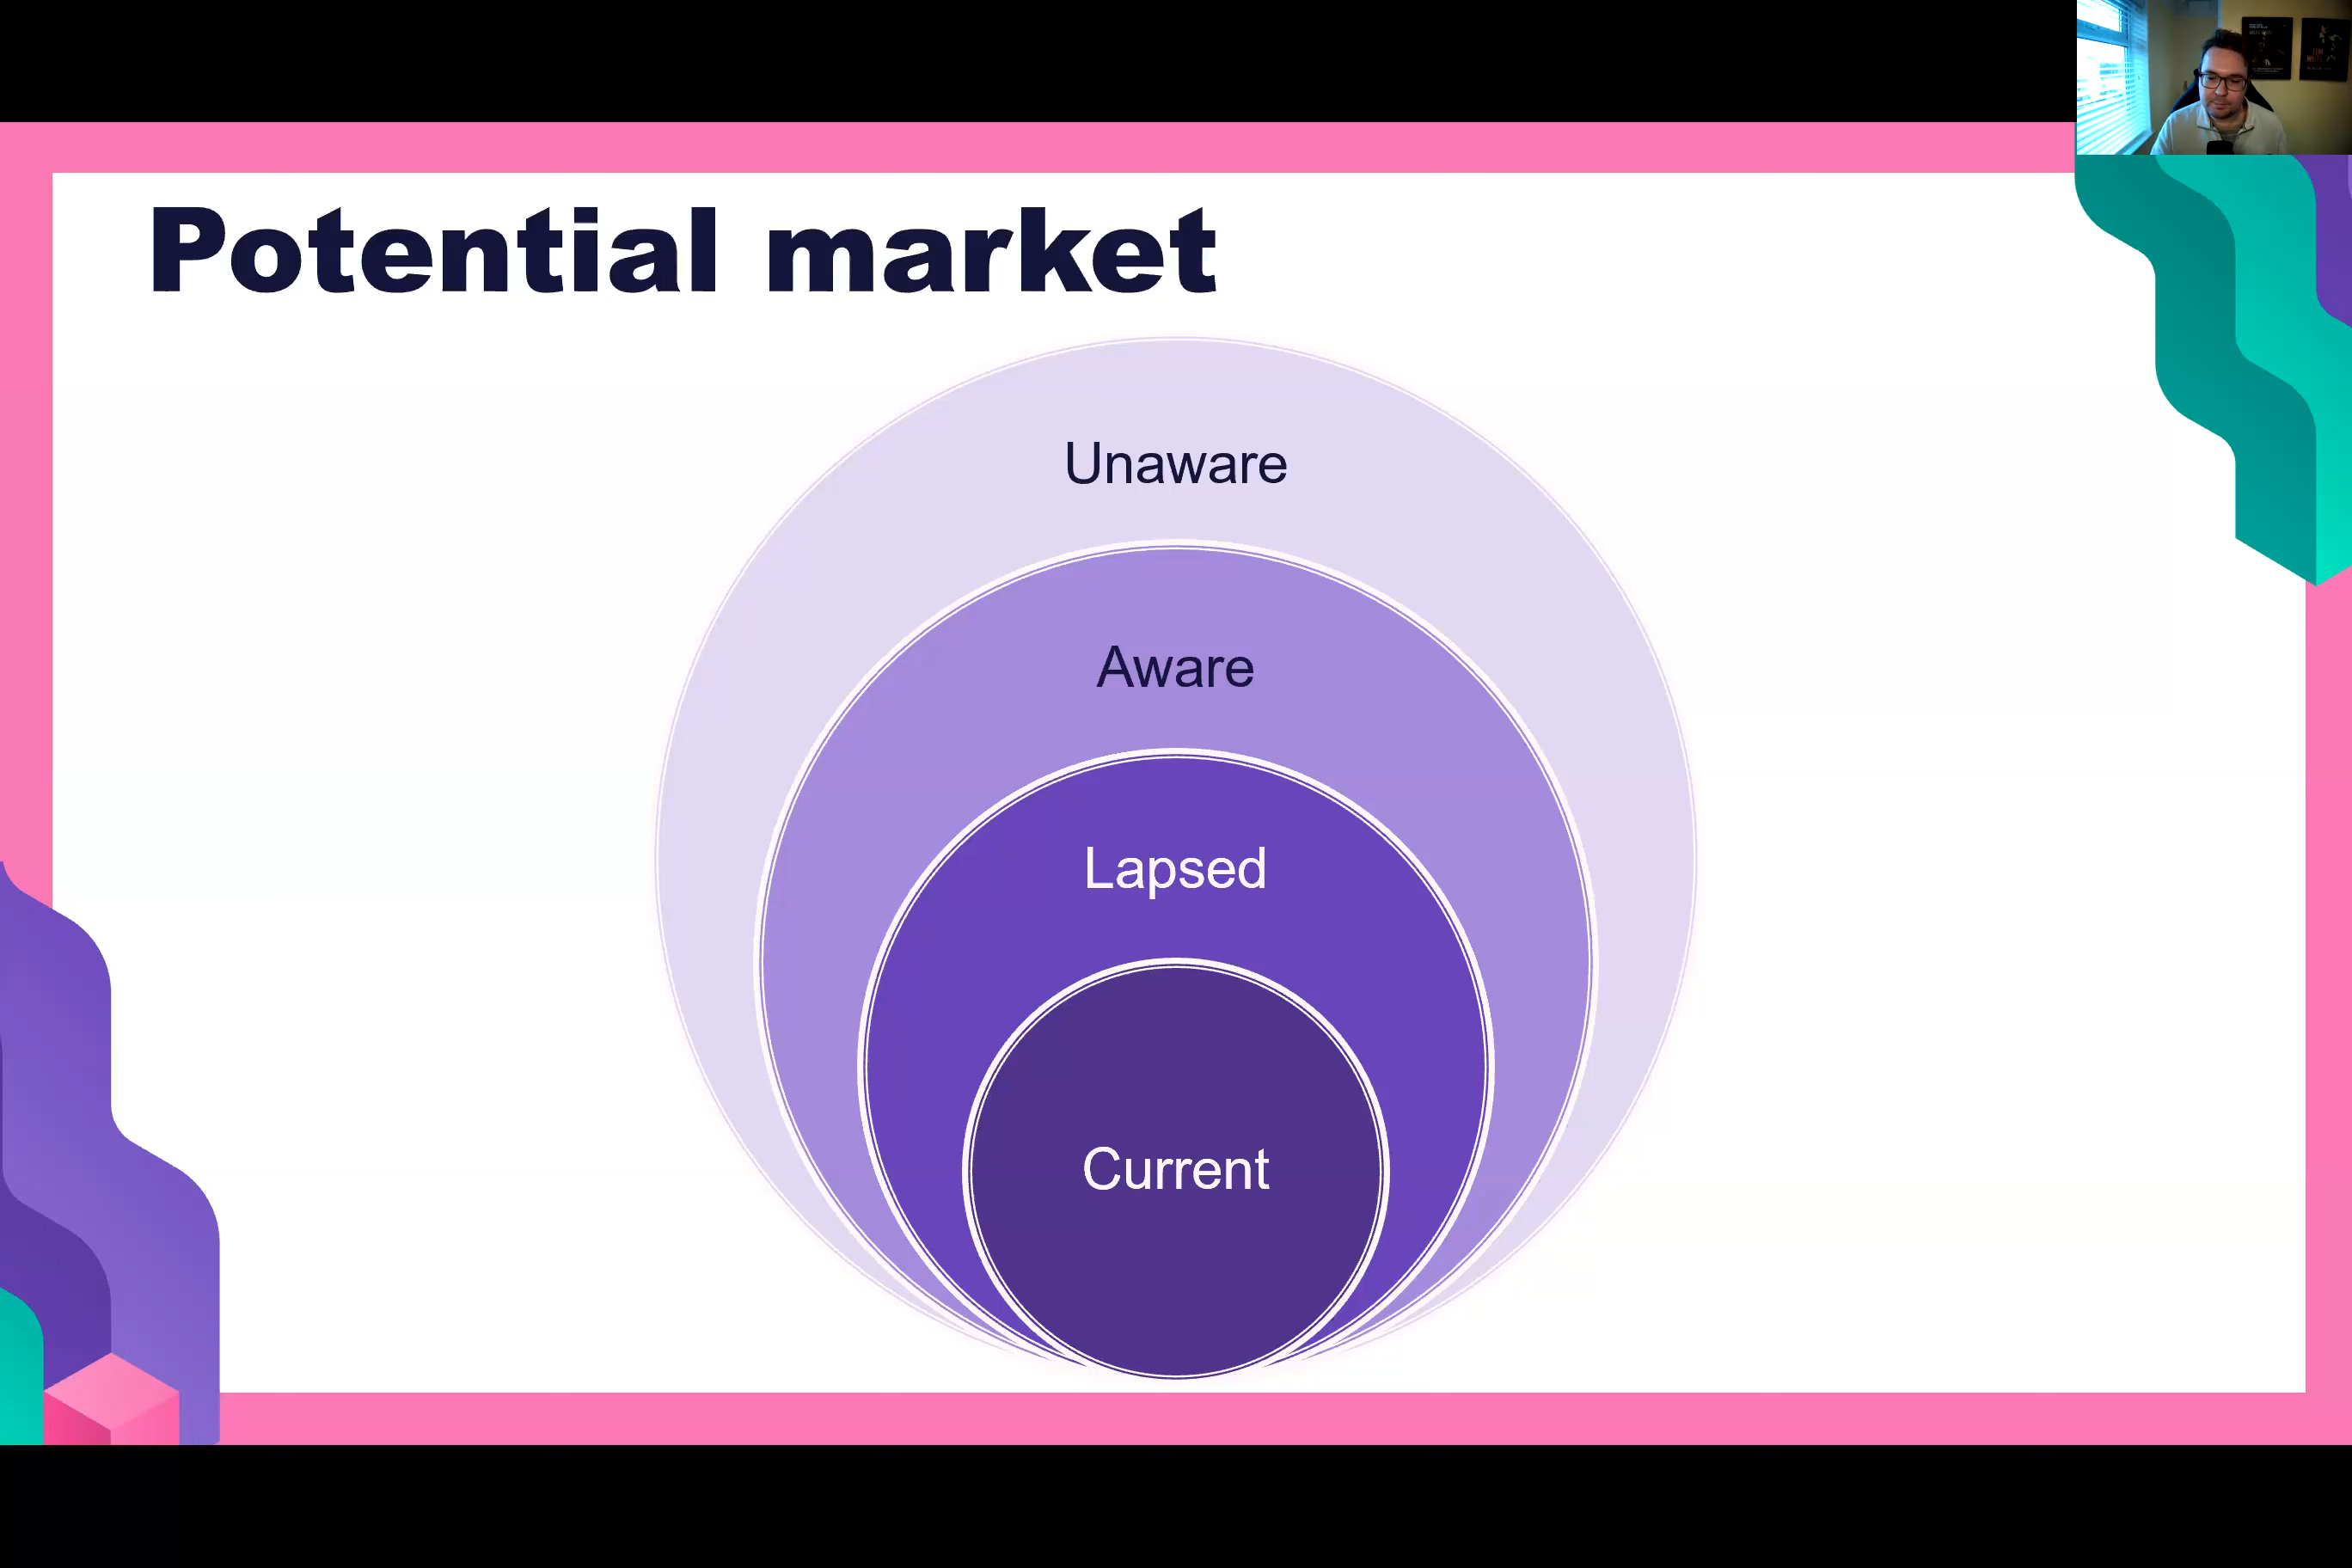 Potential market
Unaware
Aware
Lapsed
Current